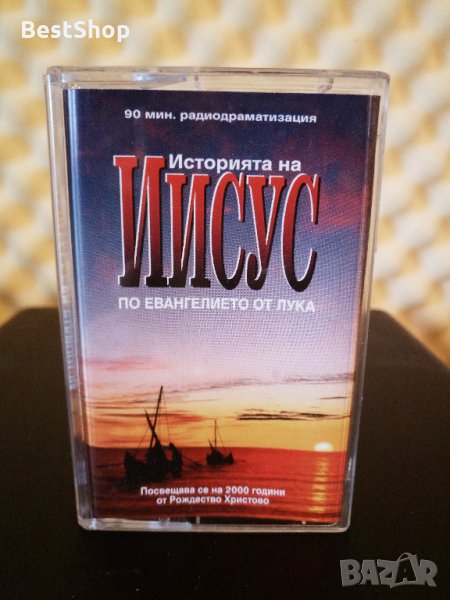 BestShop
90 мин. радиодраматизация
Историята на
ИИСУС
ПО ЕВАНГЕЛИЕТО ОТ ЛУКА
Посвещава се на 2000 години
от Рождество Христово
BAZAR